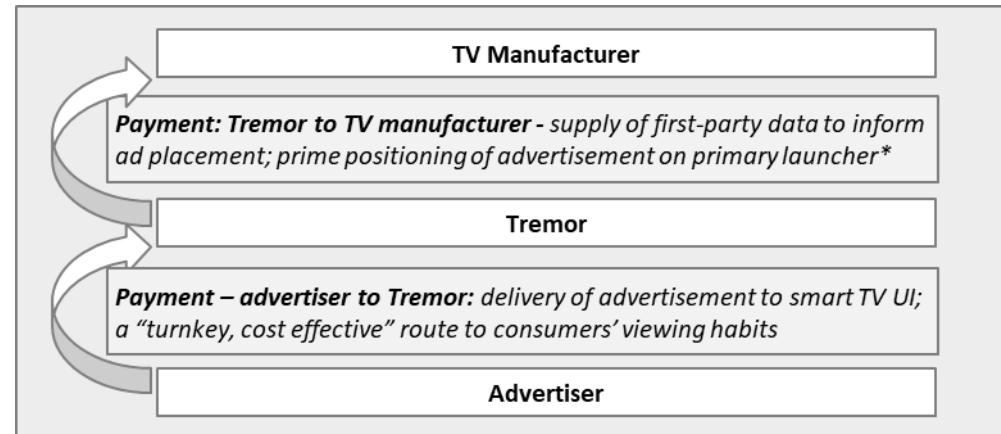 TV Manufacturer
Payment: Tremor to TV manufacturer - supply of first-party data to inform
ad placement; prime positioning of advertisement on primary launcher*
Tremor
Payment – advertiser to Tremor: delivery of advertisement to smart TV UI;
a “turnkey, cost effective” route to consumers’ viewing habits
Advertiser